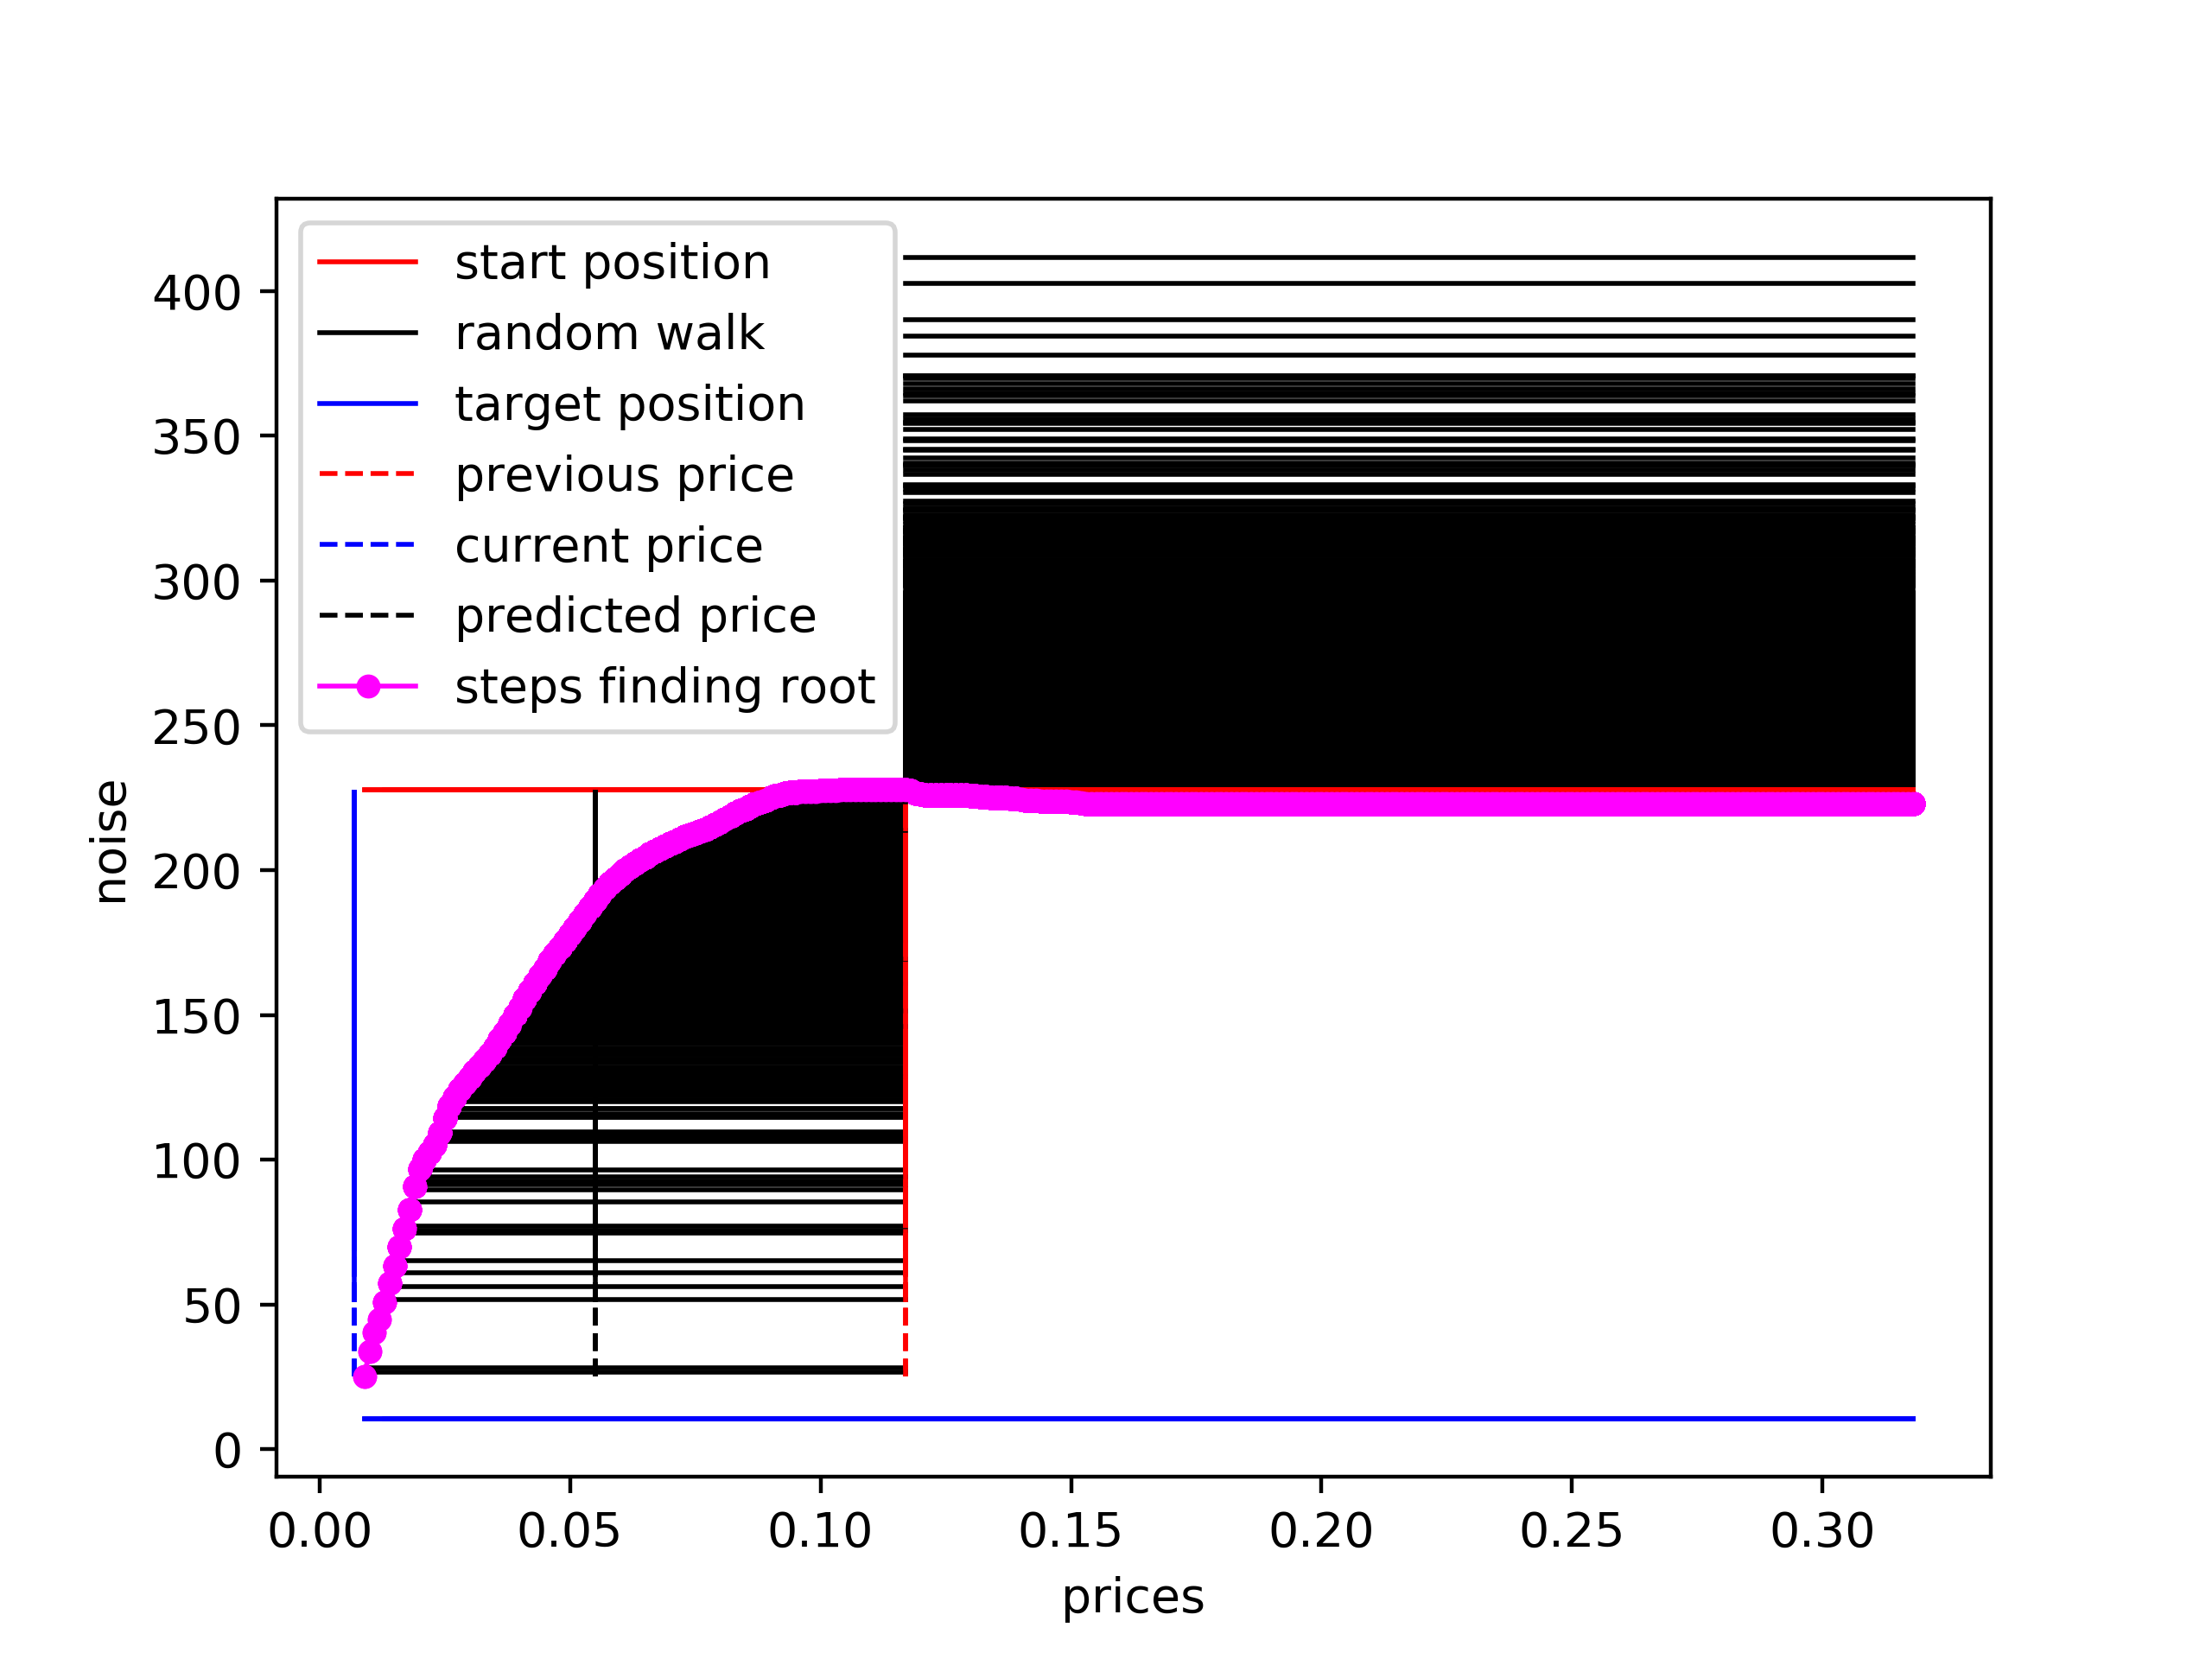 start position
random walk
target position
previous price
current price
predicted price
steps finding root
400
350
300
250
200
150
100
50
0
noise
0.00 0.05 0.10 0.15 0.20 0.25 0.30
prices